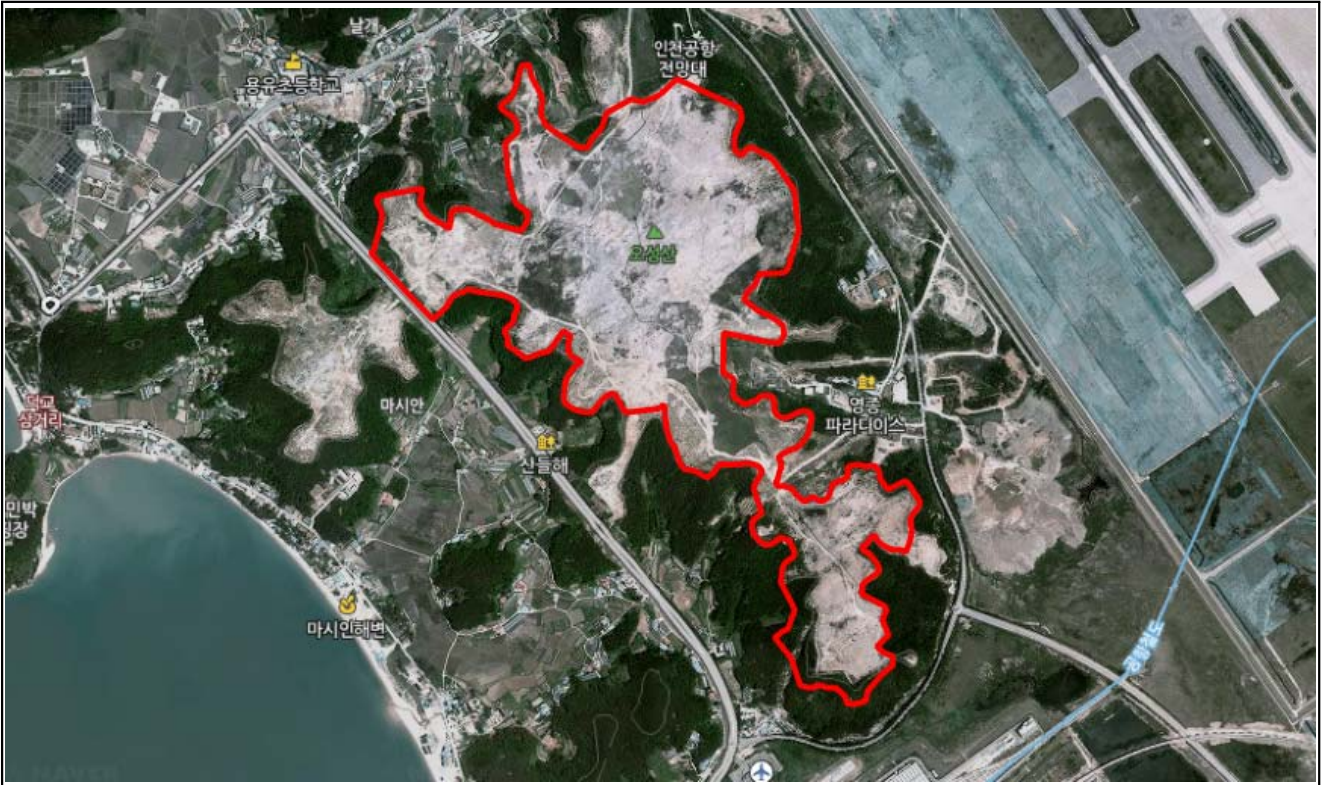 날개
용유초등학교
인천공항
전망대
오성산
마시안
덕교
삼거리
영종
파라다이스
산들해
민박
마시안해변
공항철도